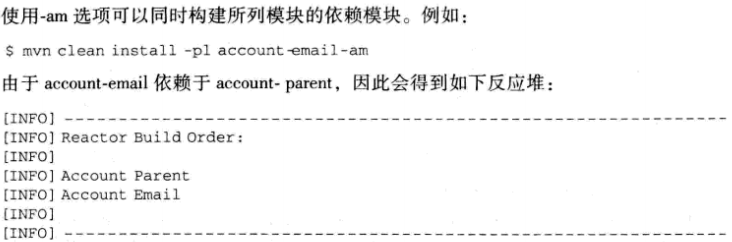 使用-am 选项可以同时构建所列模块的依赖模块。例如：
$ mvn clean install -pl account-email-am
由于 account-email 依赖于 account- parent，因此会得到如下反应堆：
[INFO] ------------------------------------------------------------------------
[INFO] Reactor Build Order:
[INFO]
[INFO] Account Parent
[INFO] Account Email
[INFO]
[INFO] ------------------------------------------------------------------------